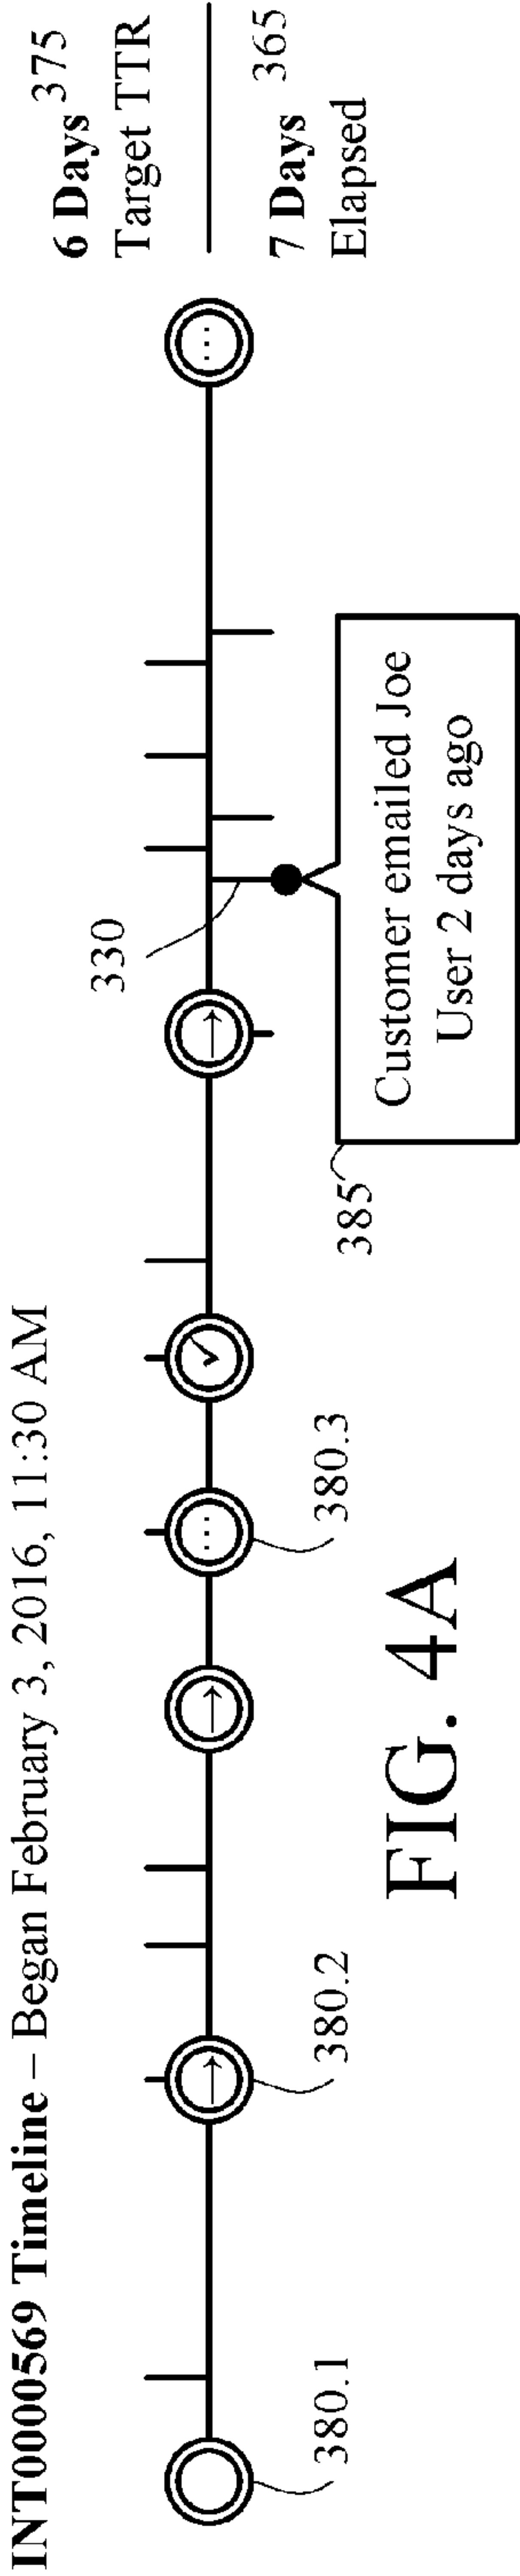 INT0000569 Timeline – Began February 3, 2016, 11:30 AM
6 Days 375
Target TTR
7 Days 365
Elapsed
330
Customer emailed Joe
User 2 days ago
385
380.1
380.2
380.3
FIG. 4A